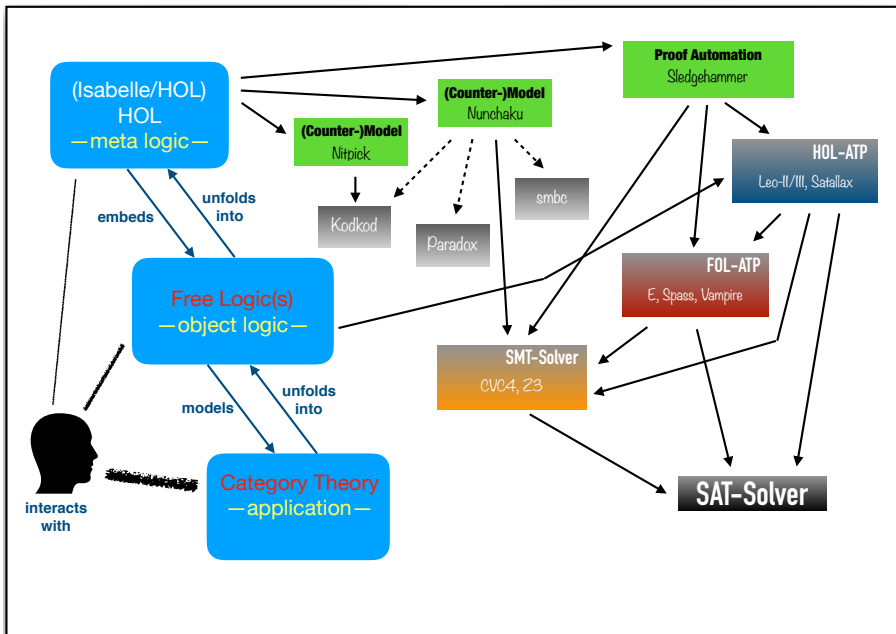 (Isabelle/HOL)
HOL
—meta logic—
embeds
unfolds
into
Free Logic(s)
—object logic—
models
unfolds
into
Category Theory
—application—
interacts
with
(Counter-)Model
Nitpick
Kodkod
(Counter-)Model
Nunchaku
Paradox
smbc
Proof Automation
Sledgehammer
HOL-ATP
Leo-II/III, Satallax
FOL-ATP
E, Spass, Vampire
SMT-Solver
CVC4, Z3
SAT-Solver